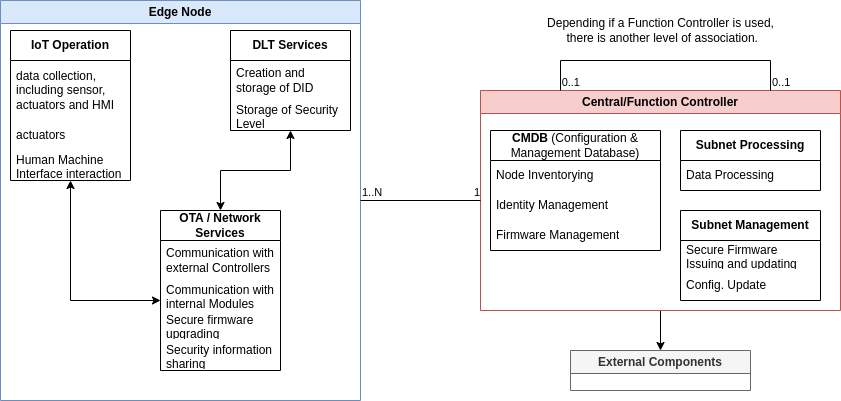 Edge Node
IoT Operation
data collection,
including sensor,
actuators and HMI
actuators
Human Machine
Interface interaction
DLT Services
Creation and
storage of DID
Storage of Security
Level
OTA / Network
Services
Communication with
external Controllers
Communication with
internal Modules
Secure firmware
upgrading
Security information
sharing
1..N
1
Depending if a Function Controller is used,
there is another level of association.
0..1
0..1
Central/Function Controller
CMDB (Configuration &
Management Database)
Node Inventorying
Identity Management
Firmware Management
Subnet Processing
Data Processing
Subnet Management
Secure Firmware
Issuing and updating
Config. Update
External Components